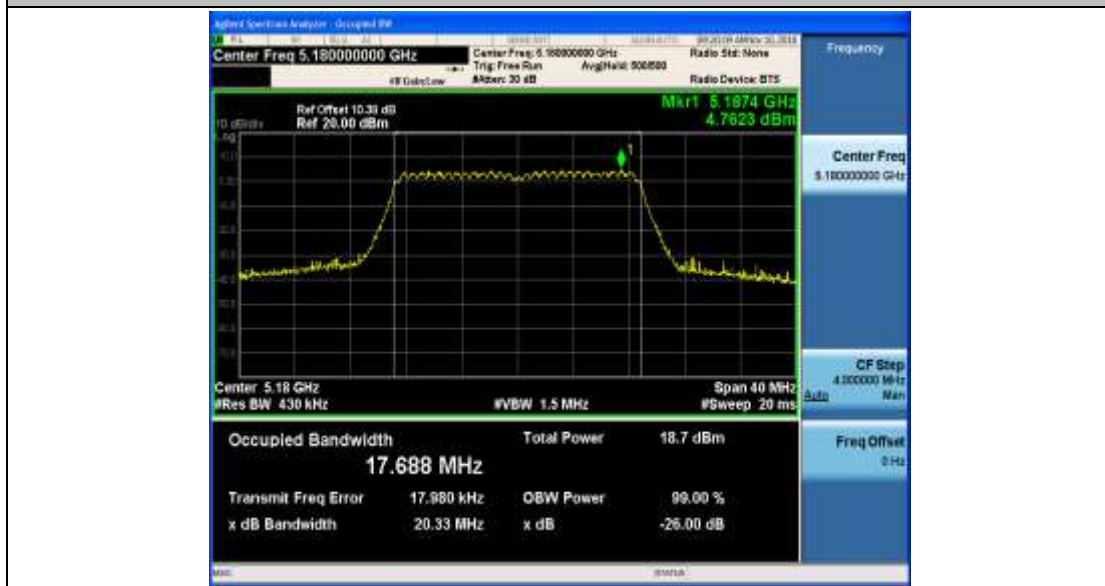 Agilent Spectrum Analyzer - Occupied BW
Center Freq 5.180000000 GHz
Center Freq: 5.180000000 GHz
Trig: Free Run
Avg|Hold: 500/500
#IFGain:Low
#Atten: 30 dB
Radio Std: None
Radio Device: BTS
Frequency
Mkr1 5.1874 GHz
4.7623 dBm
Ref Offset 10.39 dB
10 dB/div
Ref 20.00 dBm
Log
1
Center Freq
5.180000000 GHz
Center 5.18 GHz
Span 40 MHz
#Res BW 430 kHz
#VBW 1.5 MHz
#Sweep 20 ms
CF Step
4.000000 MHz
Auto Man
Occupied Bandwidth
Total Power 18.7 dBm
17.688 MHz
Transmit Freq Error 17.980 kHz
OBW Power 99.00 %
x dB Bandwidth 20.33 MHz
x dB -26.00 dB
Freq Offset
0 Hz
MSG
STATUS